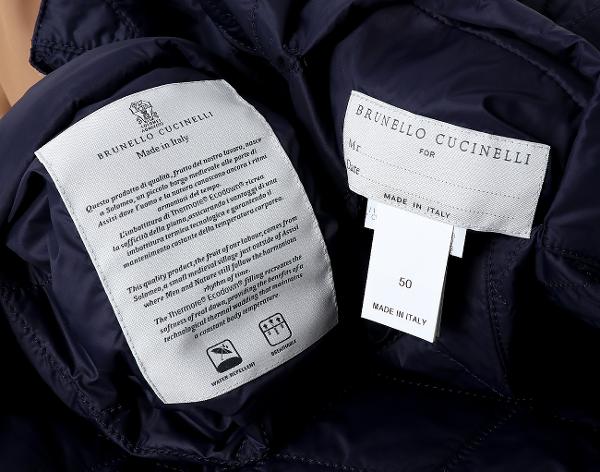 BRUNELLO CUCINELLI
Made in Italy
Questo prodotto di qualità, frutto del nostro lavoro, nasce
a Solomeo, un piccolo borgo medievale alle porte di
Assisi dove l'uomo e la natura conoscono ancora i ritmi
armonici del tempo.
L'imbottitura di Thermore® Ecodown® ricrea
la sofficità della piuma, assicurando i vantaggi di una
imbottitura termica tecnologica e garantendo il
mantenimento costante della temperatura corporea.
This quality product, the fruit of our labour, comes from
Solomeo, a small medieval village just outside of Assisi
where Men and Nature still follow the harmonious
rhythm of time.
The Thermore® Ecodown® filling recreates the
softness of real down, providing the benefits of a
technological thermal wadding that maintains
a constant body temperature
WATER REPELLENT
BREATHABLE
BRUNELLO CUCINELLI
FOR
Mr.
Date
MADE IN ITALY
50
MADE IN ITALY